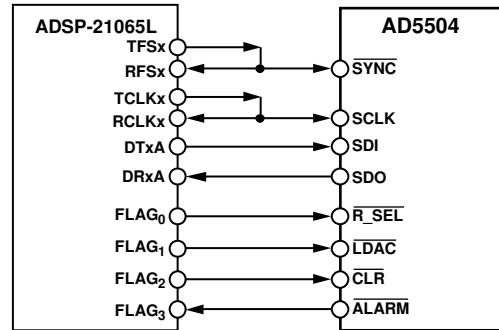 ADSP-21065L
AD5504
TFSx
RFSx
SYNC
TCLKx
RCLKx
SCLK
DTxA
SDI
DRxA
SDO
FLAG0
R_SEL
FLAG1
LDAC
FLAG2
CLR
FLAG3
ALARM